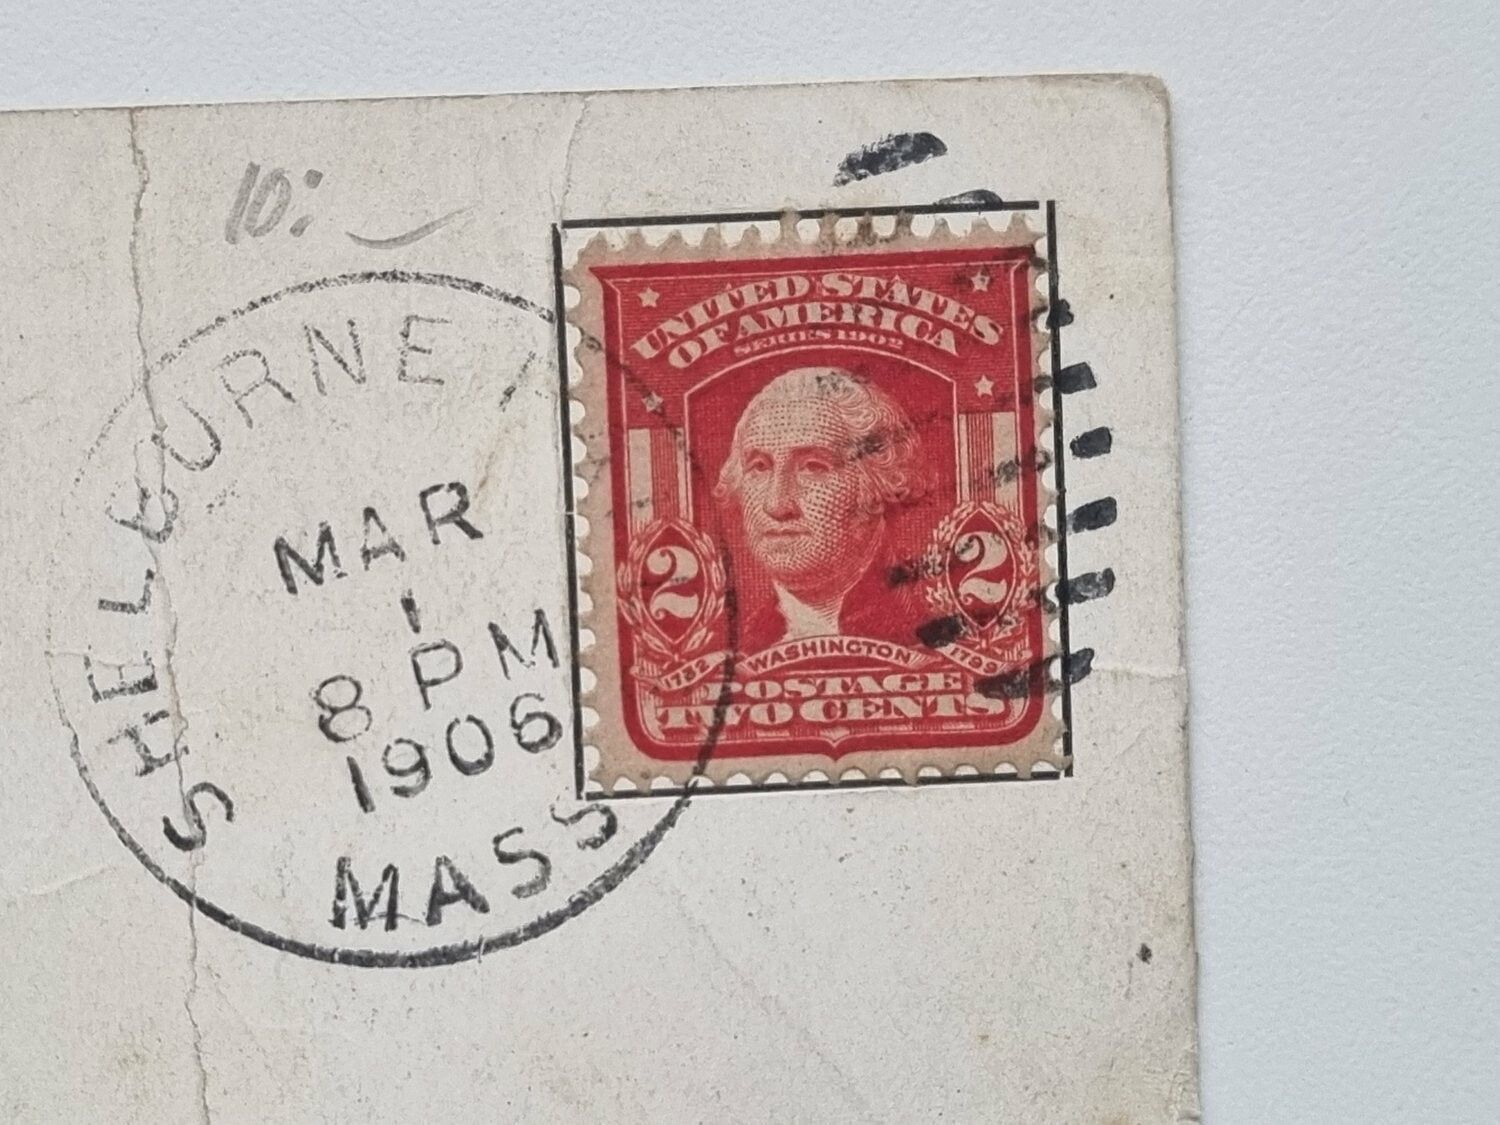 10:
SHELBURNE
MAR
1
8 PM
1906
MASS
UNITED STATES
OF AMERICA
SERIES 1902
2 2
1732 WASHINGTON 1799
POSTAGE
TWO CENTS